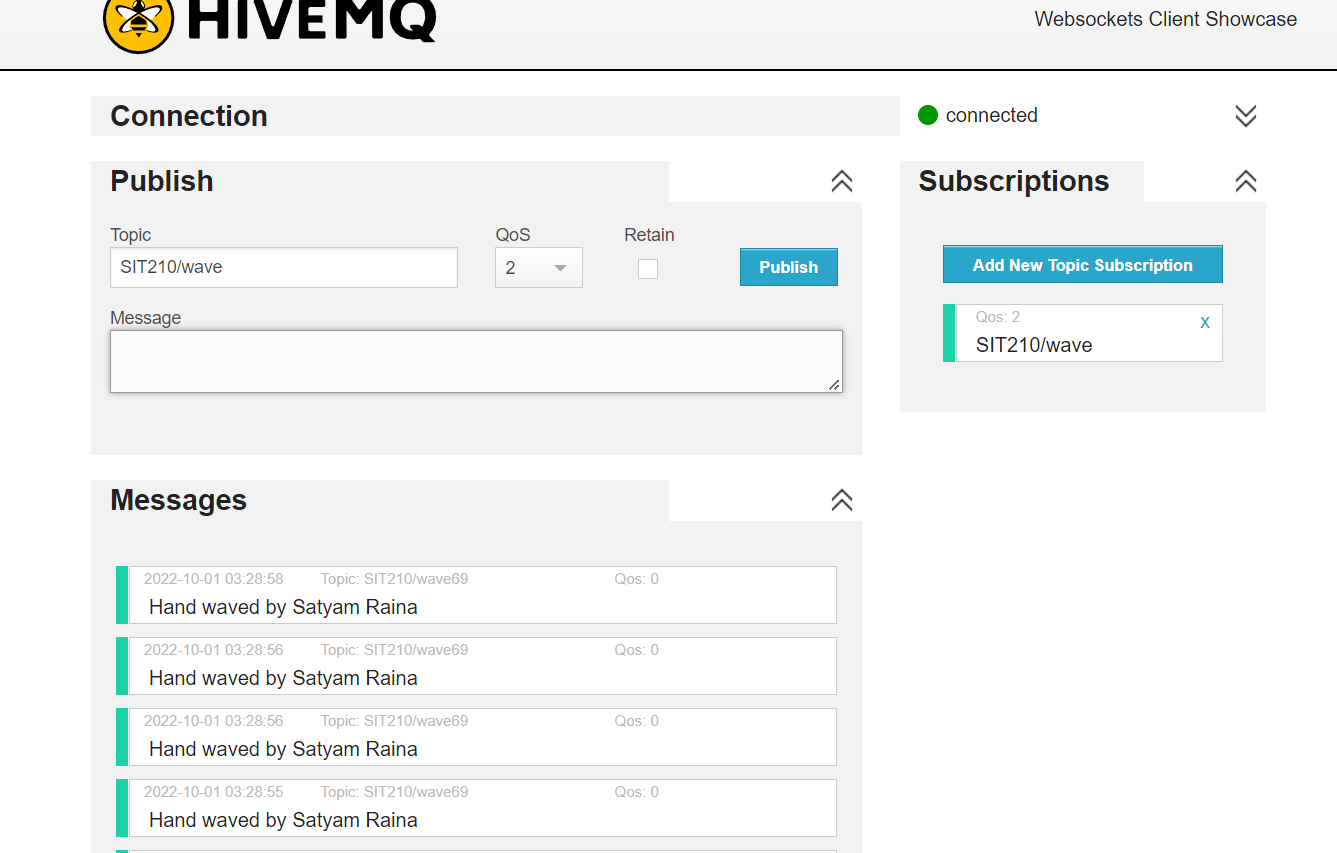 HIVEMQ
Websockets Client Showcase
Connection
connected
Publish
Subscriptions
Topic
QoS
Retain
SIT210/wave
2
Publish
Add New Topic Subscription
Message
Qos: 2
x
SIT210/wave
Messages
2022-10-01 03:28:58 Topic: SIT210/wave69 Qos: 0
Hand waved by Satyam Raina
2022-10-01 03:28:56 Topic: SIT210/wave69 Qos: 0
Hand waved by Satyam Raina
2022-10-01 03:28:56 Topic: SIT210/wave69 Qos: 0
Hand waved by Satyam Raina
2022-10-01 03:28:55 Topic: SIT210/wave69 Qos: 0
Hand waved by Satyam Raina